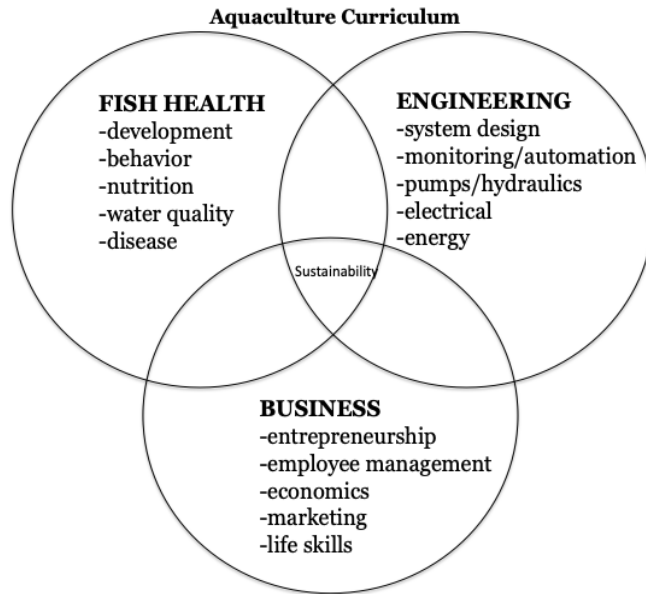 Aquaculture Curriculum
FISH HEALTH
-development
-behavior
-nutrition
-water quality
-disease
ENGINEERING
-system design
-monitoring/automation
-pumps/hydraulics
-electrical
-energy
Sustainability
BUSINESS
-entrepreneurship
-employee management
-economics
-marketing
-life skills